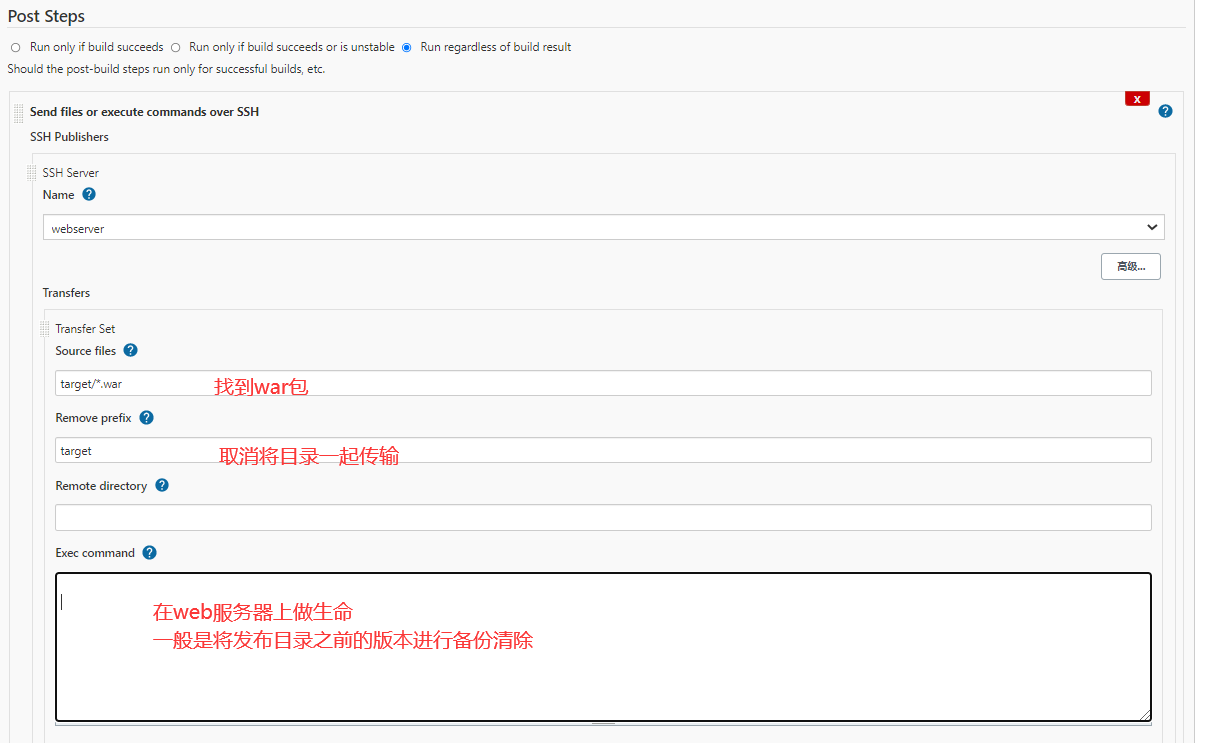 Post Steps
Run only if build succeeds Run only if build succeeds or is unstable Run regardless of build result
Should the post-build steps run only for successful builds, etc.
x
Send files or execute commands over SSH ?
SSH Publishers
SSH Server
Name ?
webserver
高级...
Transfers
Transfer Set
Source files ?
target/*.war 找到war包
Remove prefix ?
target 取消将目录一起传输
Remote directory ?
Exec command ?
在web服务器上做生命
一般是将发布目录之前的版本进行备份清除